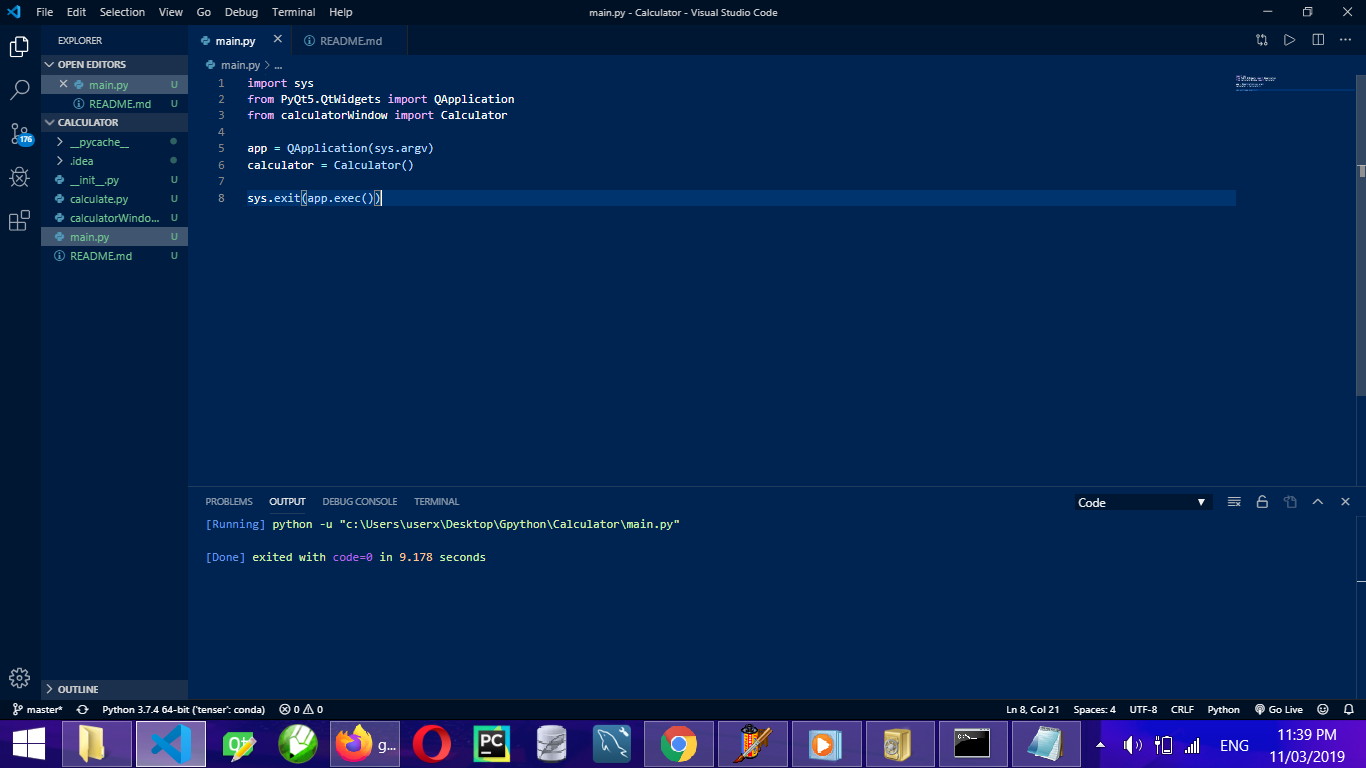 File Edit Selection View Go Debug Terminal Help
main.py - Calculator - Visual Studio Code
EXPLORER
OPEN EDITORS
main.py U
README.md U
CALCULATOR
__pycache__
.idea
__init__.py U
calculate.py U
calculatorWindo... U
main.py U
README.md U
OUTLINE
176
main.py README.md
main.py > ...
1 import sys
2 from PyQt5.QtWidgets import QApplication
3 from calculatorWindow import Calculator
4
5 app = QApplication(sys.argv)
6 calculator = Calculator()
7
8 sys.exit(app.exec())
PROBLEMS OUTPUT DEBUG CONSOLE TERMINAL
Code
[Running] python -u "c:\Users\userx\Desktop\Gpython\Calculator\main.py"
[Done] exited with code=0 in 9.178 seconds
master* Python 3.7.4 64-bit ('tenser': conda) 0 0 Ln 8, Col 21 Spaces: 4 UTF-8 CRLF Python Go Live
Qt PC g... ENG
11:39 PM
11/03/2019